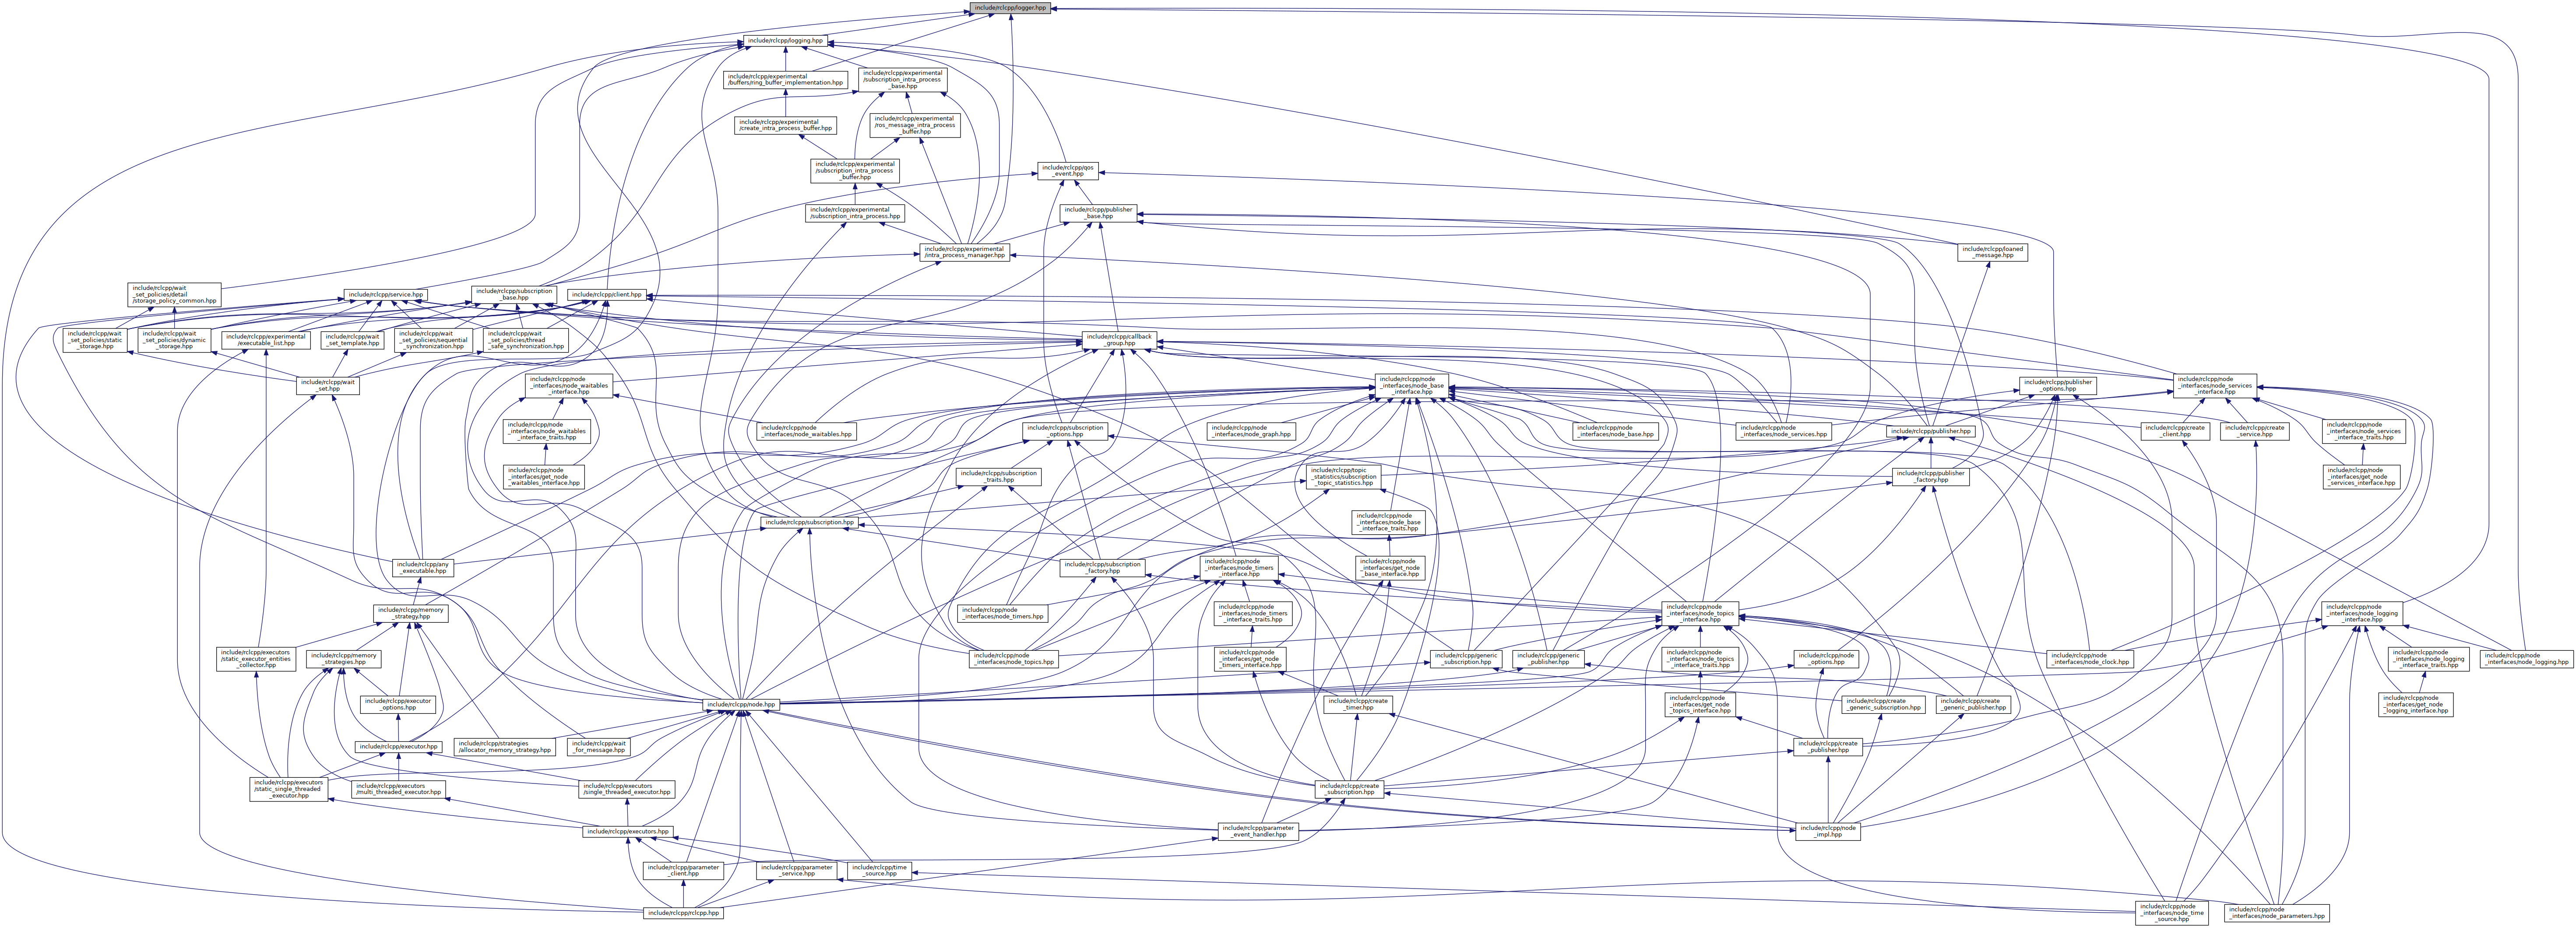 include/rclcpp/logger.hpp
include/rclcpp/logging.hpp
include/rclcpp/experimental
/buffers/ring_buffer_implementation.hpp
include/rclcpp/experimental
/subscription_intra_process
_base.hpp
include/rclcpp/experimental
/create_intra_process_buffer.hpp
include/rclcpp/experimental
/ros_message_intra_process
_buffer.hpp
include/rclcpp/experimental
/subscription_intra_process
_buffer.hpp
include/rclcpp/qos
_event.hpp
include/rclcpp/experimental
/subscription_intra_process.hpp
include/rclcpp/publisher
_base.hpp
include/rclcpp/experimental
/intra_process_manager.hpp
include/rclcpp/loaned
_message.hpp
include/rclcpp/wait
_set_policies/detail
/storage_policy_common.hpp
include/rclcpp/service.hpp
include/rclcpp/subscription
_base.hpp
include/rclcpp/client.hpp
include/rclcpp/wait
_set_policies/static
_storage.hpp
include/rclcpp/wait
_set_policies/dynamic
_storage.hpp
include/rclcpp/experimental
/executable_list.hpp
include/rclcpp/wait
_set_template.hpp
include/rclcpp/wait
_set_policies/sequential
_synchronization.hpp
include/rclcpp/wait
_set_policies/thread
_safe_synchronization.hpp
include/rclcpp/callback
_group.hpp
include/rclcpp/wait
_set.hpp
include/rclcpp/node
_interfaces/node_waitables
_interface.hpp
include/rclcpp/node
_interfaces/node_base
_interface.hpp
include/rclcpp/publisher
_options.hpp
include/rclcpp/node
_interfaces/node_services
_interface.hpp
include/rclcpp/node
_interfaces/node_waitables
_interface_traits.hpp
include/rclcpp/node
_interfaces/node_waitables.hpp
include/rclcpp/subscription
_options.hpp
include/rclcpp/node
_interfaces/node_graph.hpp
include/rclcpp/node
_interfaces/node_base.hpp
include/rclcpp/node
_interfaces/node_services.hpp
include/rclcpp/publisher.hpp
include/rclcpp/create
_client.hpp
include/rclcpp/create
_service.hpp
include/rclcpp/node
_interfaces/node_services
_interface_traits.hpp
include/rclcpp/node
_interfaces/get_node
_waitables_interface.hpp
include/rclcpp/subscription
_traits.hpp
include/rclcpp/topic
_statistics/subscription
_topic_statistics.hpp
include/rclcpp/publisher
_factory.hpp
include/rclcpp/node
_interfaces/get_node
_services_interface.hpp
include/rclcpp/subscription.hpp
include/rclcpp/node
_interfaces/node_base
_interface_traits.hpp
include/rclcpp/any
_executable.hpp
include/rclcpp/subscription
_factory.hpp
include/rclcpp/node
_interfaces/node_timers
_interface.hpp
include/rclcpp/node
_interfaces/get_node
_base_interface.hpp
include/rclcpp/memory
_strategy.hpp
include/rclcpp/node
_interfaces/node_timers.hpp
include/rclcpp/node
_interfaces/node_timers
_interface_traits.hpp
include/rclcpp/node
_interfaces/node_topics
_interface.hpp
include/rclcpp/node
_interfaces/node_logging
_interface.hpp
include/rclcpp/executors
/static_executor_entities
_collector.hpp
include/rclcpp/memory
_strategies.hpp
include/rclcpp/node
_interfaces/node_topics.hpp
include/rclcpp/node
_interfaces/get_node
_timers_interface.hpp
include/rclcpp/generic
_subscription.hpp
include/rclcpp/generic
_publisher.hpp
include/rclcpp/node
_interfaces/node_topics
_interface_traits.hpp
include/rclcpp/node
_options.hpp
include/rclcpp/node
_interfaces/node_clock.hpp
include/rclcpp/node
_interfaces/node_logging
_interface_traits.hpp
include/rclcpp/node
_interfaces/node_logging.hpp
include/rclcpp/executor
_options.hpp
include/rclcpp/node.hpp
include/rclcpp/create
_timer.hpp
include/rclcpp/node
_interfaces/get_node
_topics_interface.hpp
include/rclcpp/create
_generic_subscription.hpp
include/rclcpp/create
_generic_publisher.hpp
include/rclcpp/node
_interfaces/get_node
_logging_interface.hpp
include/rclcpp/executor.hpp
include/rclcpp/strategies
/allocator_memory_strategy.hpp
include/rclcpp/wait
_for_message.hpp
include/rclcpp/create
_publisher.hpp
include/rclcpp/executors
/static_single_threaded
_executor.hpp
include/rclcpp/executors
/multi_threaded_executor.hpp
include/rclcpp/executors
/single_threaded_executor.hpp
include/rclcpp/create
_subscription.hpp
include/rclcpp/executors.hpp
include/rclcpp/parameter
_event_handler.hpp
include/rclcpp/node
_impl.hpp
include/rclcpp/parameter
_client.hpp
include/rclcpp/parameter
_service.hpp
include/rclcpp/time
_source.hpp
include/rclcpp/rclcpp.hpp
include/rclcpp/node
_interfaces/node_time
_source.hpp
include/rclcpp/node
_interfaces/node_parameters.hpp